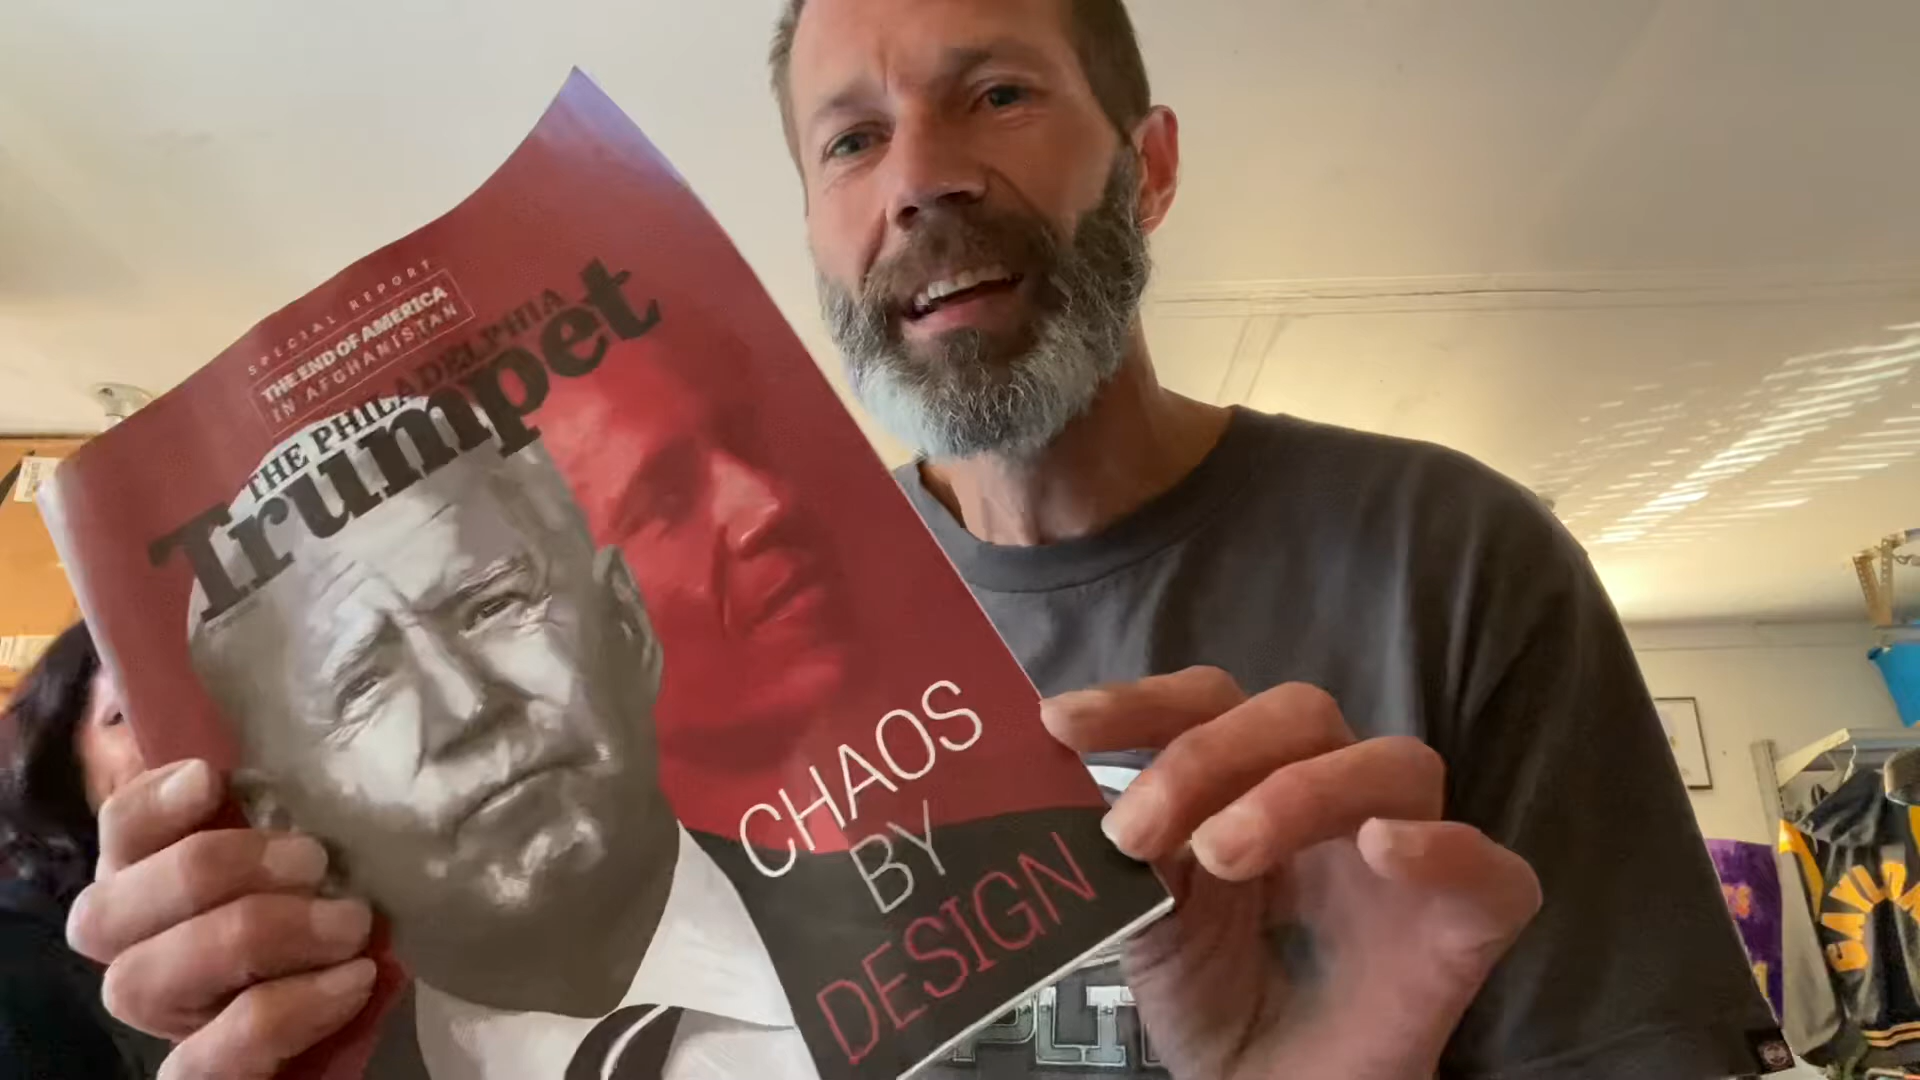 SPECIAL REPORT
THE END OF AMERICA
IN AFGHANISTAN
THE PHILADELPHIA
Trumpet
CHAOS
BY
DESIGN